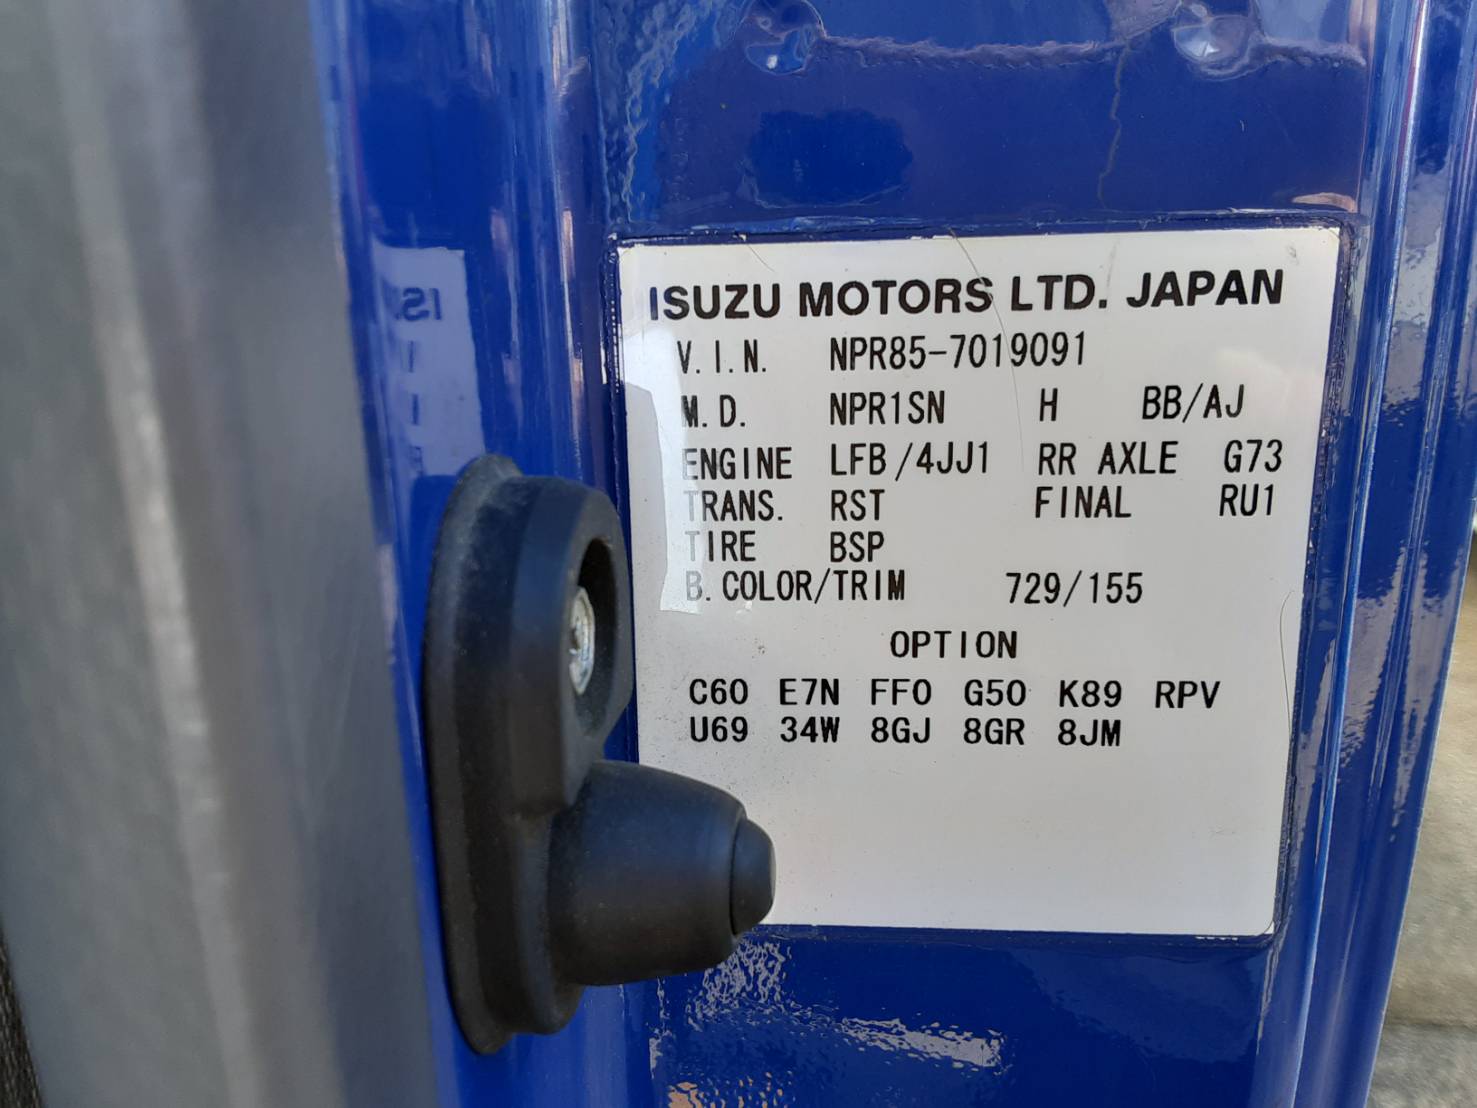 ISUZU MOTORS LTD. JAPAN
V.I.N. NPR85-7019091
M.D. NPR1SN H BB/AJ
ENGINE LFB/4JJ1 RR AXLE G73
TRANS. RST FINAL RU1
TIRE BSP
B.COLOR/TRIM 729/155
OPTION
C60 E7N FF0 G50 K89 RPV
U69 34W 8GJ 8GR 8JM